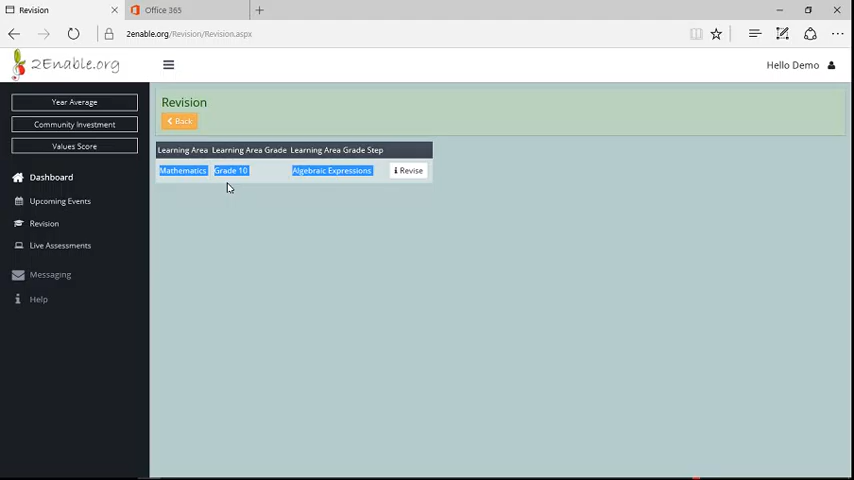 Revision
Office 365
2enable.org/Revision/Revision.aspx
2Enable.org
Hello Demo
Year Average
Community Investment
Values Score
Dashboard
Upcoming Events
Revision
Live Assessments
Messaging
Help
Revision
Back
Learning Area Learning Area Grade Learning Area Grade Step
Mathematics Grade 10 Algebraic Expressions Revise